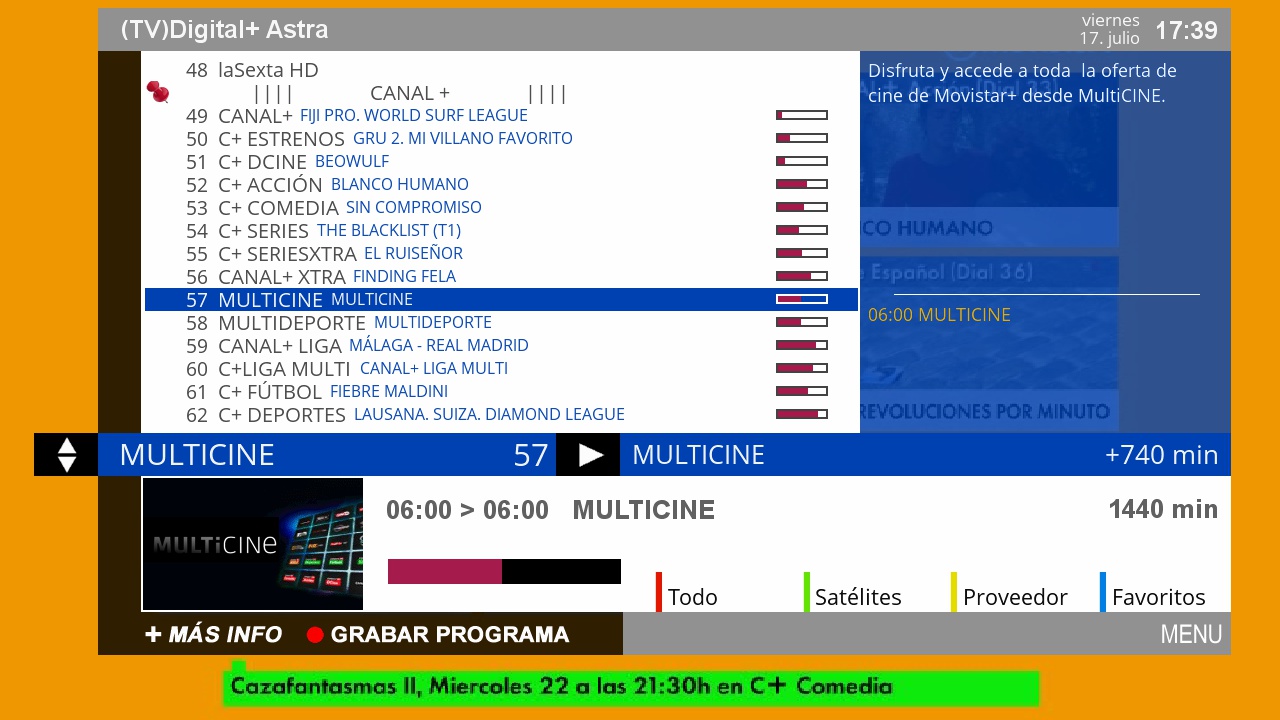 (TV)Digital+ Astra
viernes
17. julio
17:39
48 laSexta HD
|||| CANAL + ||||
49 CANAL+ FIJI PRO. WORLD SURF LEAGUE
50 C+ ESTRENOS GRU 2. MI VILLANO FAVORITO
51 C+ DCINE BEOWULF
52 C+ ACCIÓN BLANCO HUMANO
53 C+ COMEDIA SIN COMPROMISO
54 C+ SERIES THE BLACKLIST (T1)
55 C+ SERIESXTRA EL RUISEÑOR
56 CANAL+ XTRA FINDING FELA
57 MULTICINE MULTICINE
58 MULTIDEPORTE MULTIDEPORTE
59 CANAL+ LIGA MÁLAGA - REAL MADRID
60 C+LIGA MULTI CANAL+ LIGA MULTI
61 C+ FÚTBOL FIEBRE MALDINI
62 C+ DEPORTES LAUSANA. SUIZA. DIAMOND LEAGUE
Disfruta y accede a toda la oferta de
cine de Movistar+ desde MultiCINE.
CO HUMANO
Español (Dial 36)
06:00 MULTICINE
REVOLUCIONES POR MINUTO
MULTICINE 57 MULTICINE +740 min
MULTiCINe
06:00 > 06:00 MULTICINE 1440 min
Todo Satélites Proveedor Favoritos
+ MÁS INFO GRABAR PROGRAMA MENU
Cazafantasmas II, Miercoles 22 a las 21:30h en C+ Comedia